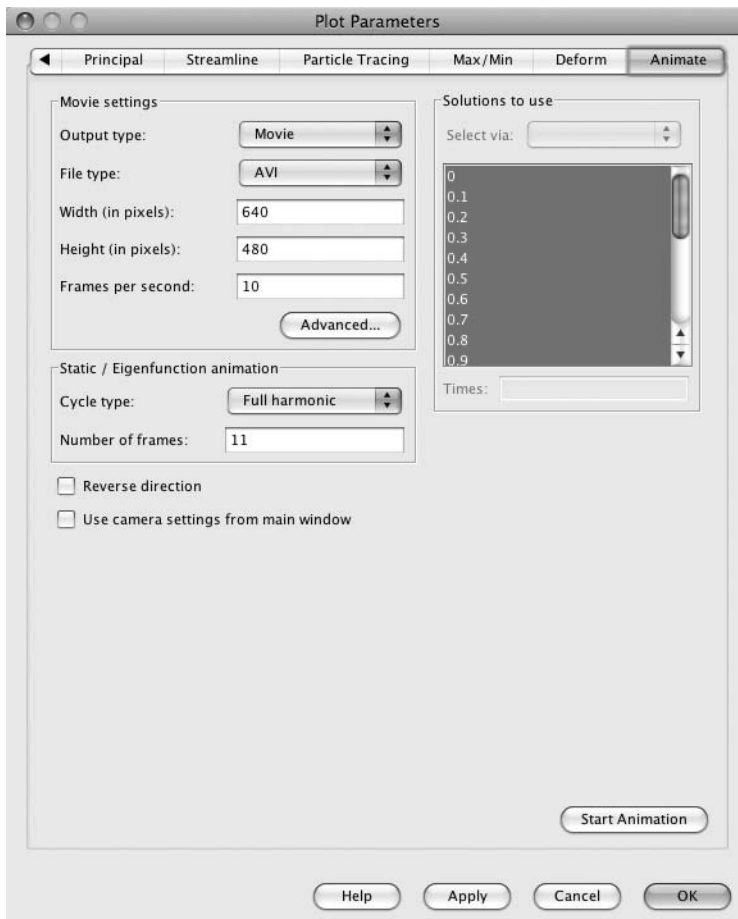 Plot Parameters
Principal Streamline Particle Tracing Max/Min Deform Animate
Movie settings
Output type: Movie
File type: AVI
Width (in pixels): 640
Height (in pixels): 480
Frames per second: 10
Advanced...
Static / Eigenfunction animation
Cycle type: Full harmonic
Number of frames: 11
Reverse direction
Use camera settings from main window
Solutions to use
Select via:
0
0.1
0.2
0.3
0.4
0.5
0.6
0.7
0.8
0.9
Times:
Start Animation
Help Apply Cancel OK